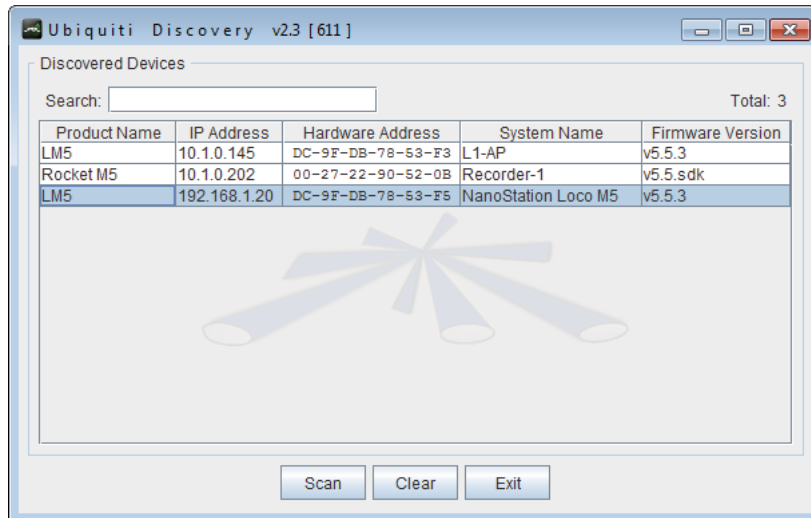 Ubiquiti Discovery v2.3 [611]
Discovered Devices
Search:
Total: 3
Product Name IP Address Hardware Address System Name Firmware Version
LM5 10.1.0.145 DC-9F-DB-78-53-F3 L1-AP v5.5.3
Rocket M5 10.1.0.202 00-27-22-90-52-0B Recorder-1 v5.5.sdk
LM5 192.168.1.20 DC-9F-DB-78-53-F5 NanoStation Loco M5 v5.5.3
Scan Clear Exit